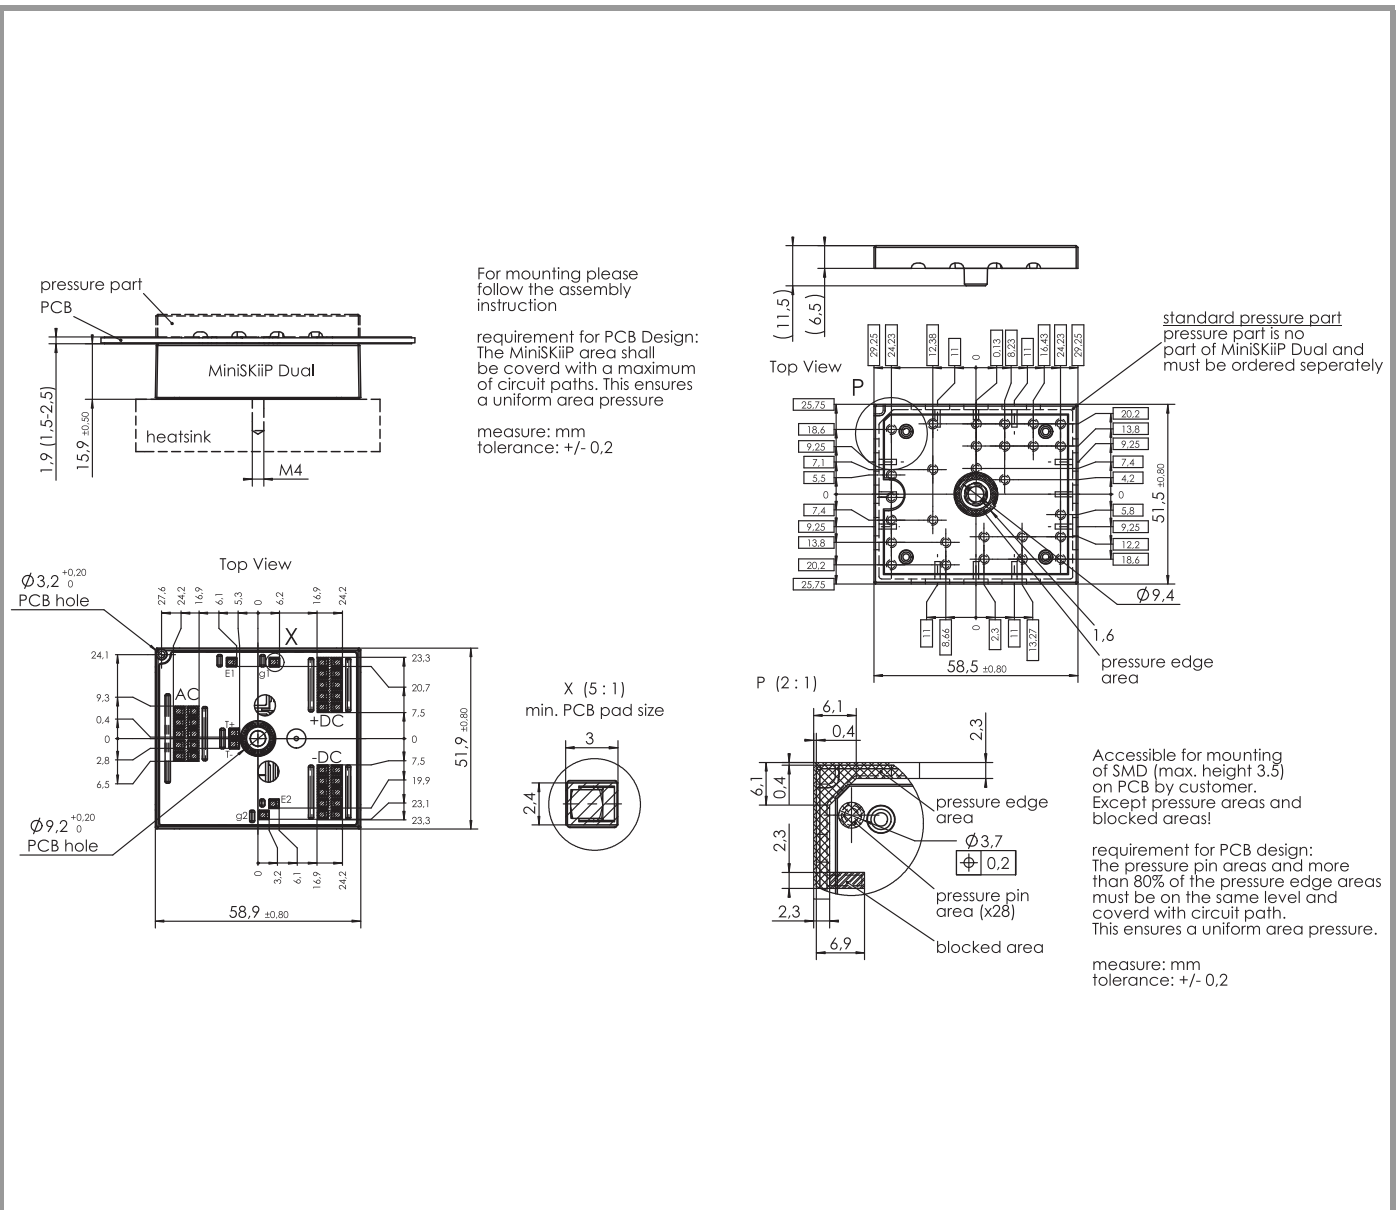 pressure part
PCB
MiniSKiiP Dual
heatsink
M4
1,9 (1,5-2,5)
15,9 ±0.50
For mounting please
follow the assembly
instruction
requirement for PCB Design:
The MiniSKiiP area shall
be coverd with a maximum
of circuit paths. This ensures
a uniform area pressure
measure: mm
tolerance: +/- 0,2
(11,5)
(6,5)
standard pressure part
pressure part is no
part of MiniSKiiP Dual and
must be ordered seperately
Top View
P
29,25 24,23 12,38 11 0 0,13 8,23 11 16,43 24,23 29,25
25,75
18,6
9,25
7,1
5,5
0
7,4
9,25
13,8
20,2
25,75
20,2
13,8
9,25
7,4
4,2
0
5,8
9,25
12,2
18,6
51,5 ±0,80
Ø9,4
1,6
pressure edge
area
11 8,66 0 2,3 11 13,27
58,5 ±0,80
Top View
Ø3,2 +0,20 0
PCB hole
27,6 24,2 16,9 6,1 5,3 0 6,2 16,9 24,2
X
24,1
9,3
0,4
0
2,8
6,5
AC
E1
g1
+DC
T+
T-
-DC
E2
g2
23,3
20,7
7,5
0
7,5
19,9
23,1
23,3
51,9 ±0,80
Ø9,2 +0,20 0
PCB hole
0 3,2 6,1 16,9 24,2
58,9 ±0,80
X (5 : 1)
min. PCB pad size
3
2,4
P (2 : 1)
6,1
0,4
2,3
6,1
0,4
2,3
pressure edge
area
Ø3,7
0,2
pressure pin
area (x28)
blocked area
2,3
6,9
Accessible for mounting
of SMD (max. height 3.5)
on PCB by customer.
Except pressure areas and
blocked areas!
requirement for PCB design:
The pressure pin areas and more
than 80% of the pressure edge areas
must be on the same level and
coverd with circuit path.
This ensures a uniform area pressure.
measure: mm
tolerance: +/- 0,2